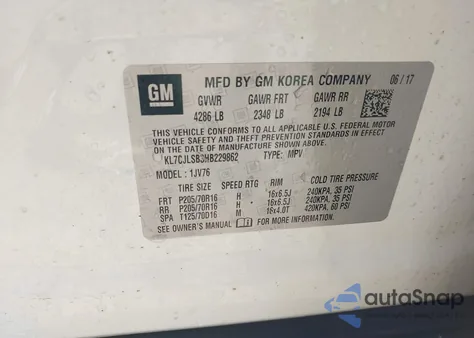 GM
MFD BY GM KOREA COMPANY 06/17
GVWR GAWR FRT GAWR RR
4286 LB 2348 LB 2194 LB
THIS VEHICLE CONFORMS TO ALL APPLICABLE U.S. FEDERAL MOTOR
VEHICLE SAFETY AND THEFT PREVENTION STANDARDS IN EFFECT
ON THE DATE OF MANUFACTURE SHOWN ABOVE.
KL7CJLSB3HB229862 TYPE: MPV
MODEL: 1JV76
TIRE SIZE SPEED RTG RIM COLD TIRE PRESSURE
FRT P205/70R16 H 16x6.5J 240KPA, 35 PSI
RR P205/70R16 H 16x6.5J 240KPA, 35 PSI
SPA T125/70D16 M 16x4.0T 420KPA, 60 PSI
SEE OWNER'S MANUAL FOR MORE INFORMATION.
autaSnap